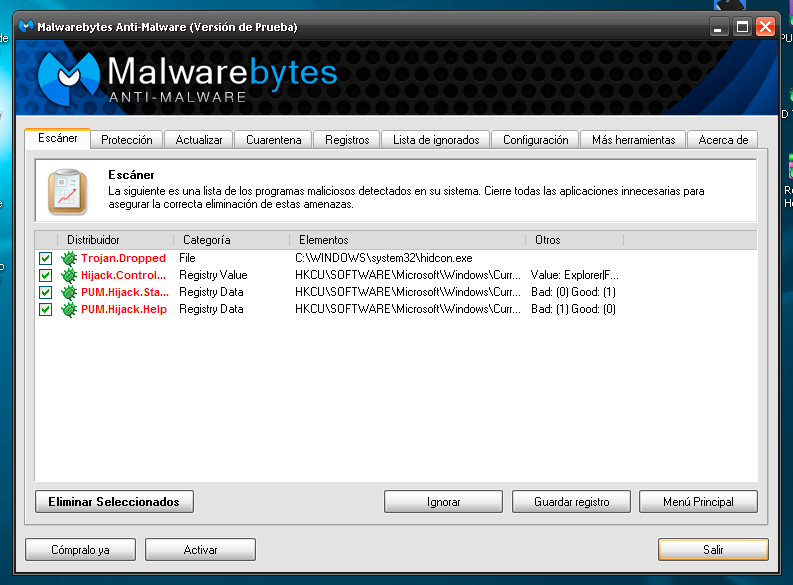 Malwarebytes Anti-Malware (Versión de Prueba)
Malwarebytes
ANTI-MALWARE
Escáner Protección Actualizar Cuarentena Registros Lista de ignorados Configuración Más herramientas Acerca de
Escáner
La siguiente es una lista de los programas maliciosos detectados en su sistema. Cierre todas las aplicaciones innecesarias para
asegurar la correcta eliminación de estas amenazas.
Distribuidor Categoría Elementos Otros
Trojan.Dropped File C:\WINDOWS\system32\hidcon.exe
Hijack.Control... Registry Value HKCU\SOFTWARE\Microsoft\Windows\Curr... Value: Explorer|F...
PUM.Hijack.Sta... Registry Data HKCU\SOFTWARE\Microsoft\Windows\Curr... Bad: (0) Good: (1)
PUM.Hijack.Help Registry Data HKCU\SOFTWARE\Microsoft\Windows\Curr... Bad: (1) Good: (0)
Eliminar Seleccionados Ignorar Guardar registro Menú Principal
Cómpralo ya Activar Salir